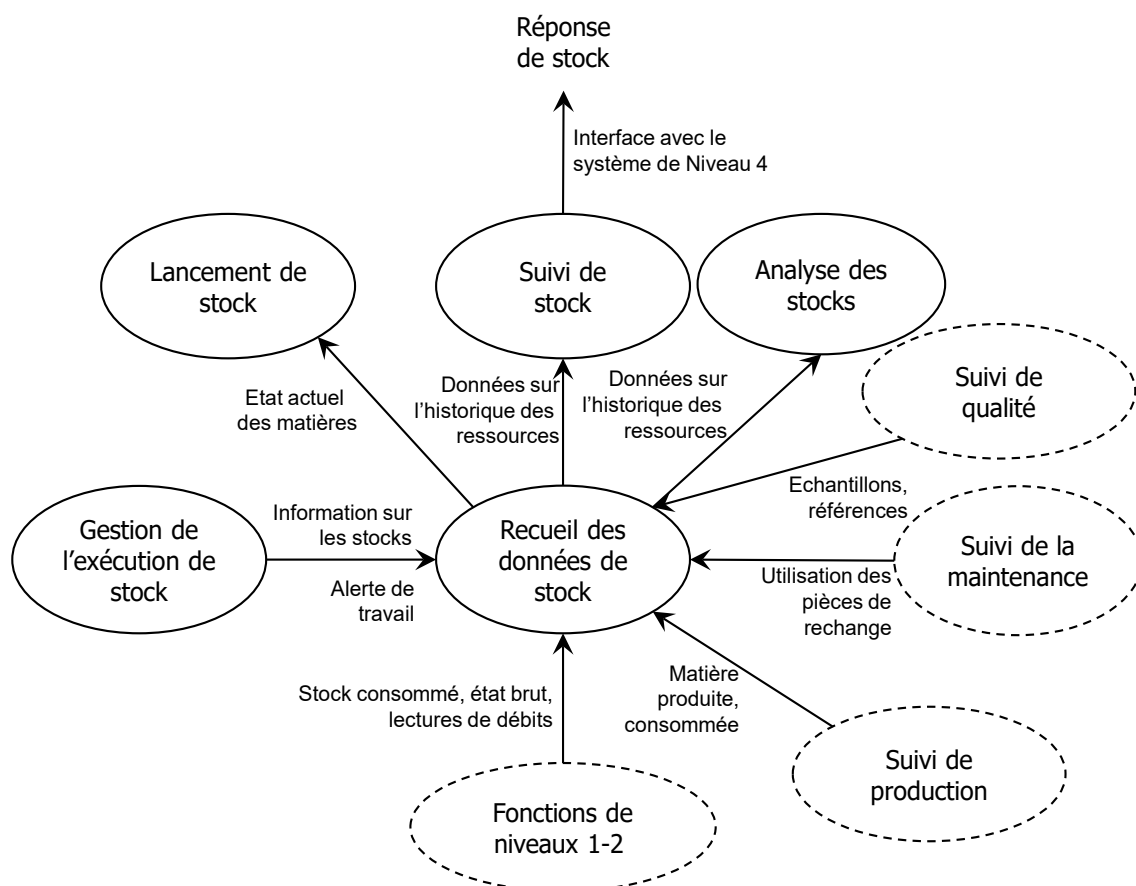 Réponse
de stock
Interface avec le
système de Niveau 4
Lancement de
stock
Suivi de
stock
Analyse des
stocks
Suivi de
qualité
Etat actuel
des matières
Données sur
l'historique des
ressources
Données sur
l'historique des
ressources
Echantillons,
références
Gestion de
l'exécution de
stock
Information sur
les stocks
Alerte de
travail
Recueil des
données de
stock
Suivi de la
maintenance
Utilisation des
pièces de
rechange
Stock consommé, état brut,
lectures de débits
Matière
produite,
consommée
Suivi de
production
Fonctions de
niveaux 1-2